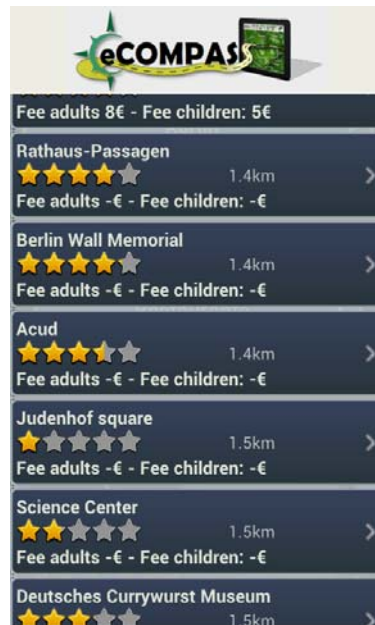 eCOMPASS
Fee adults 8€ - Fee children: 5€
Rathaus-Passagen
1.4km
Fee adults -€ - Fee children: -€
Berlin Wall Memorial
1.4km
Fee adults -€ - Fee children: -€
Acud
1.4km
Fee adults -€ - Fee children: -€
Judenhof square
1.5km
Fee adults -€ - Fee children: -€
Science Center
1.5km
Fee adults -€ - Fee children: -€
Deutsches Currywurst Museum
1.5km